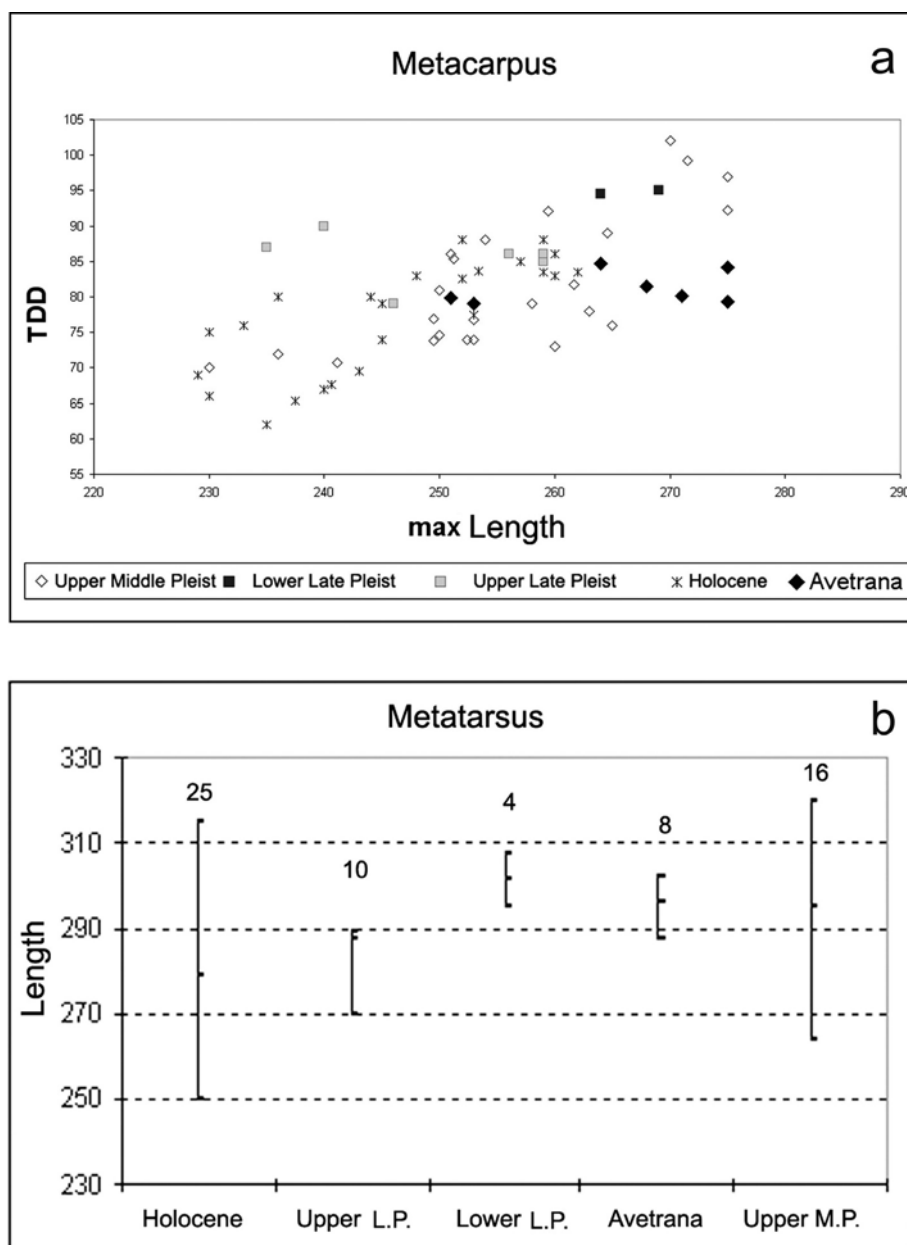 Metacarpus
a
105
100
95
90
85
80
75
70
65
60
55
TDD
220 230 240 250 260 270 280 290
max Length
Upper Middle Pleist Lower Late Pleist Upper Late Pleist Holocene Avetrana
Metatarsus
b
330
310
290
270
250
230
Length
25
10
4
8
16
Holocene Upper L.P. Lower L.P. Avetrana Upper M.P.